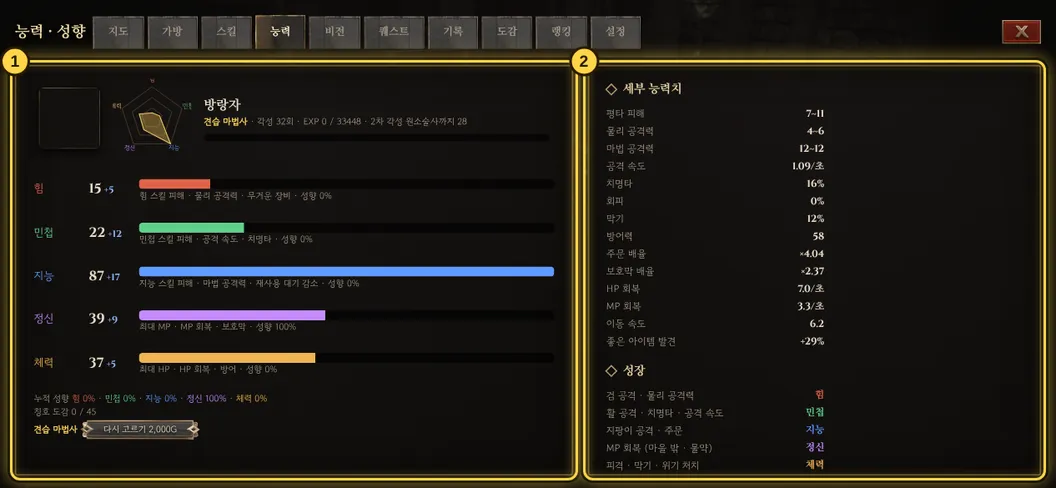 능력 · 성향 지도 가방 스킬 능력 비전 퀘스트 기록 도감 랭킹 설정 X
1
2
힘
민첩
지능
정신
체력
방랑자
견습 마법사 · 각성 32회 · EXP 0 / 33448 · 2차 각성 원소술사까지 28
힘 15 +5
힘 스킬 피해 · 물리 공격력 · 무거운 장비 · 성향 0%
민첩 22 +12
민첩 스킬 피해 · 공격 속도 · 치명타 · 성향 0%
지능 87 +17
지능 스킬 피해 · 마법 공격력 · 재사용 대기 감소 · 성향 0%
정신 39 +9
최대 MP · MP 회복 · 보호막 · 성향 100%
체력 37 +5
최대 HP · HP 회복 · 방어 · 성향 0%
누적 성향 힘 0% · 민첩 0% · 지능 0% · 정신 100% · 체력 0%
칭호 도감 0 / 45
견습 마법사 다시 고르기 2,000G
세부 능력치
평타 피해 7~11
물리 공격력 4~6
마법 공격력 12~12
공격 속도 1.09/초
치명타 16%
회피 0%
막기 12%
방어력 58
주문 배율 ×4.04
보호막 배율 ×2.37
HP 회복 7.0/초
MP 회복 3.3/초
이동 속도 6.2
좋은 아이템 발견 +29%
성장
검 공격 · 물리 공격력 힘
활 공격 · 치명타 · 공격 속도 민첩
지팡이 공격 · 주문 지능
MP 회복 (마을 밖 · 물약) 정신
피격 · 막기 · 위기 처치 체력